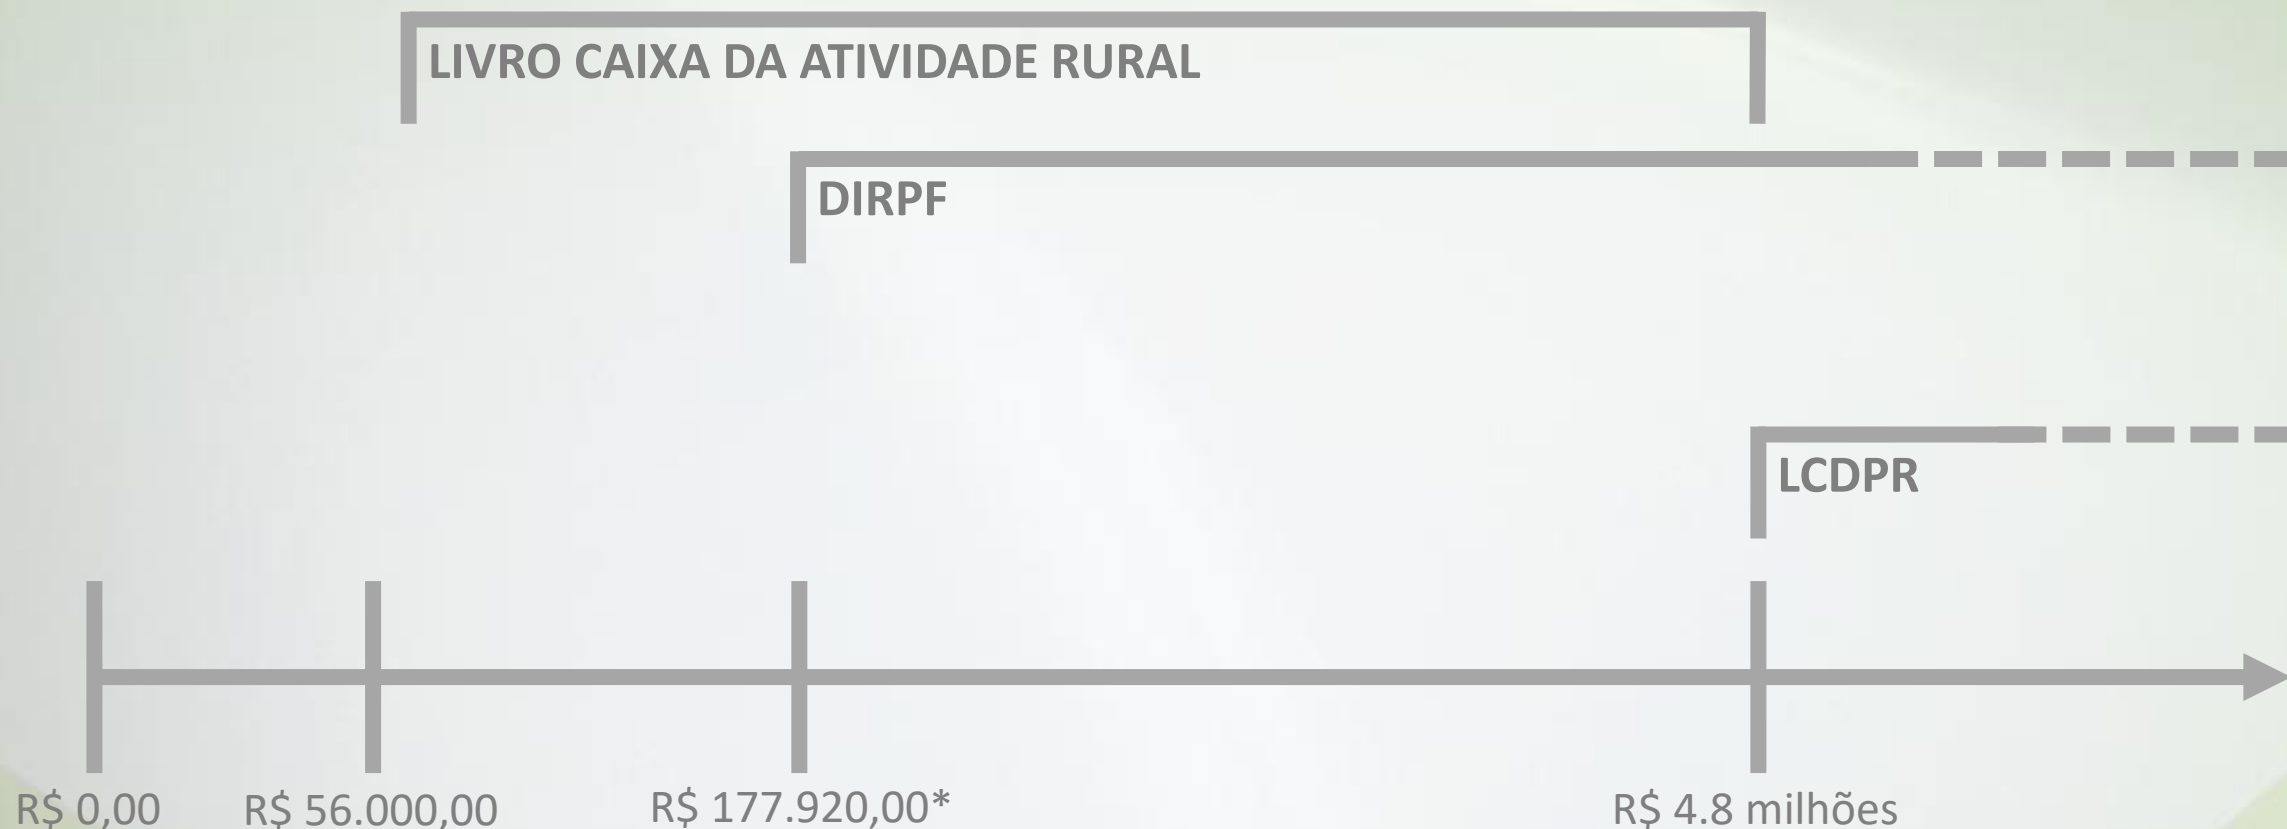 LIVRO CAIXA DA ATIVIDADE RURAL
DIRPF
LCDPR
R$ 0,00
R$ 56.000,00
R$ 177.920,00*
R$ 4.8 milhões